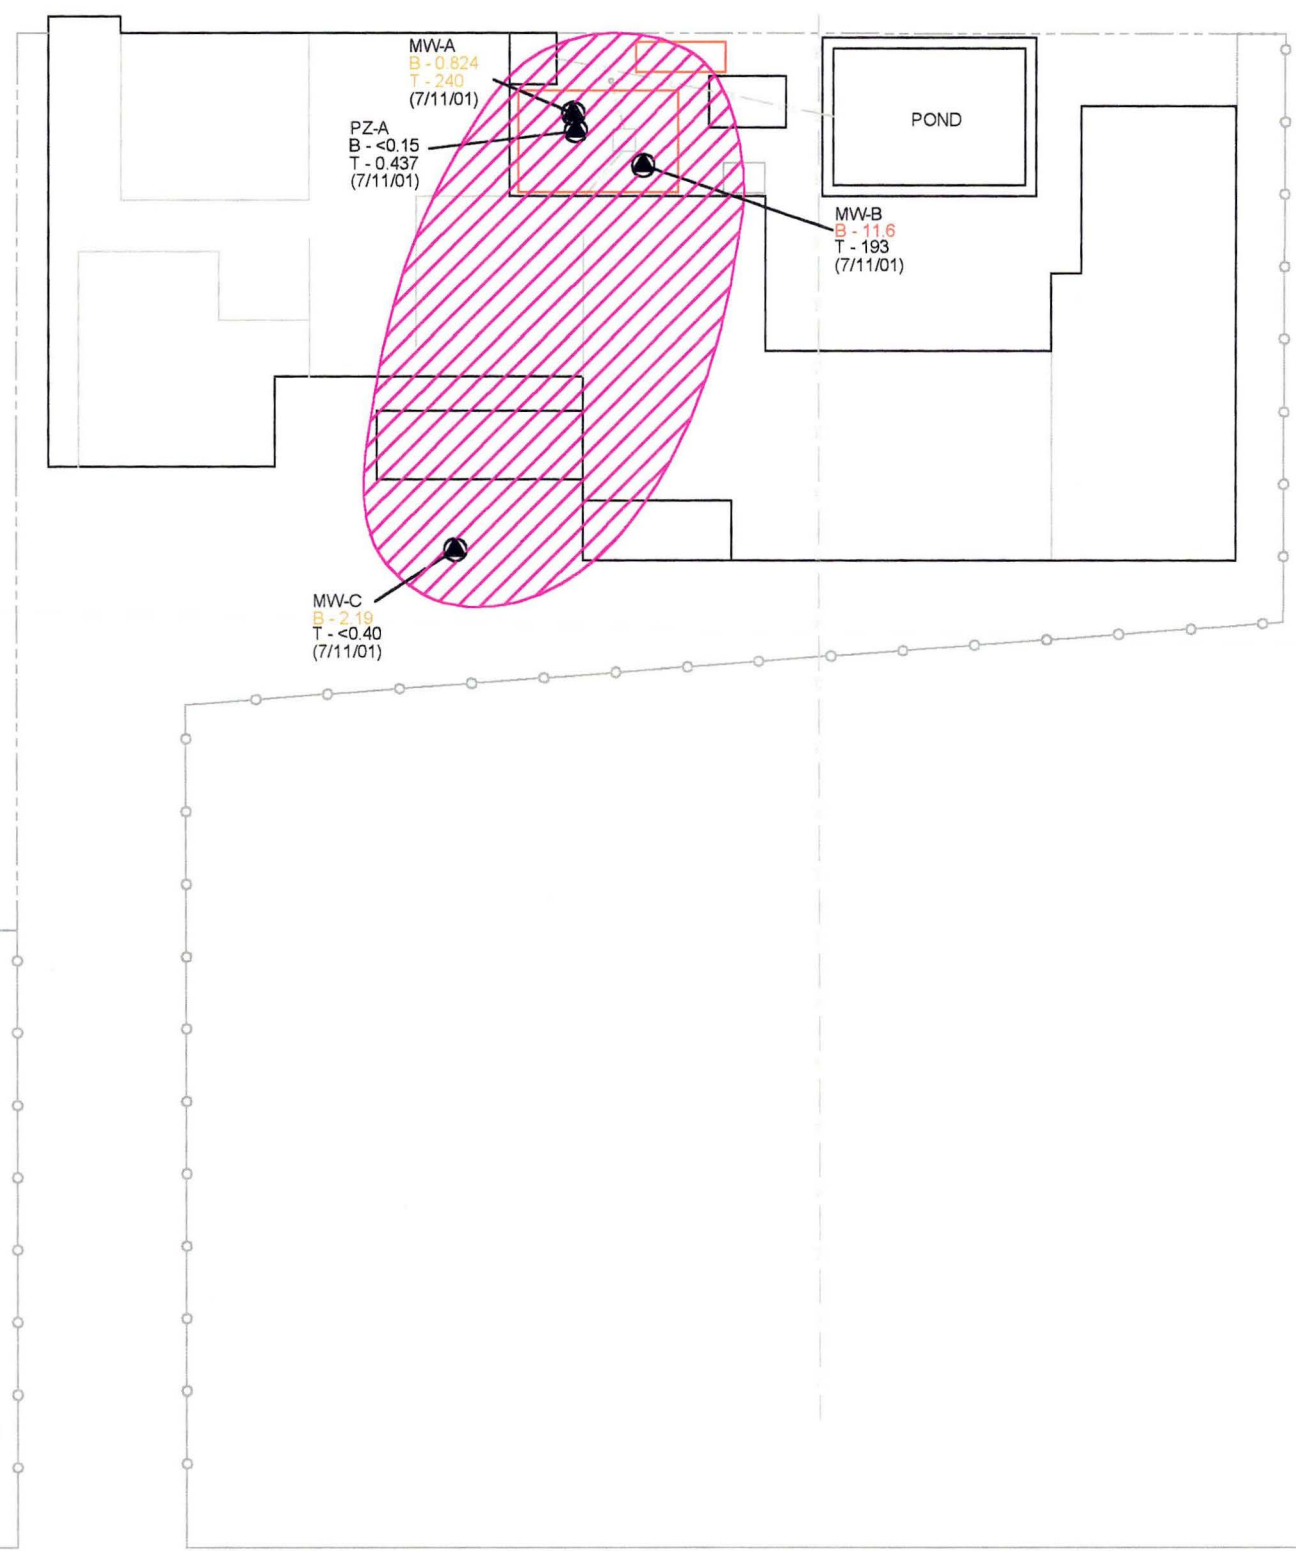 MW-A
B - 0.824
T - 240
(7/11/01)
PZ-A
B - <0.15
T - 0.437
(7/11/01)
POND
MW-B
B - 11.6
T - 193
(7/11/01)
MW-C
B - 2.19
T - <0.40
(7/11/01)